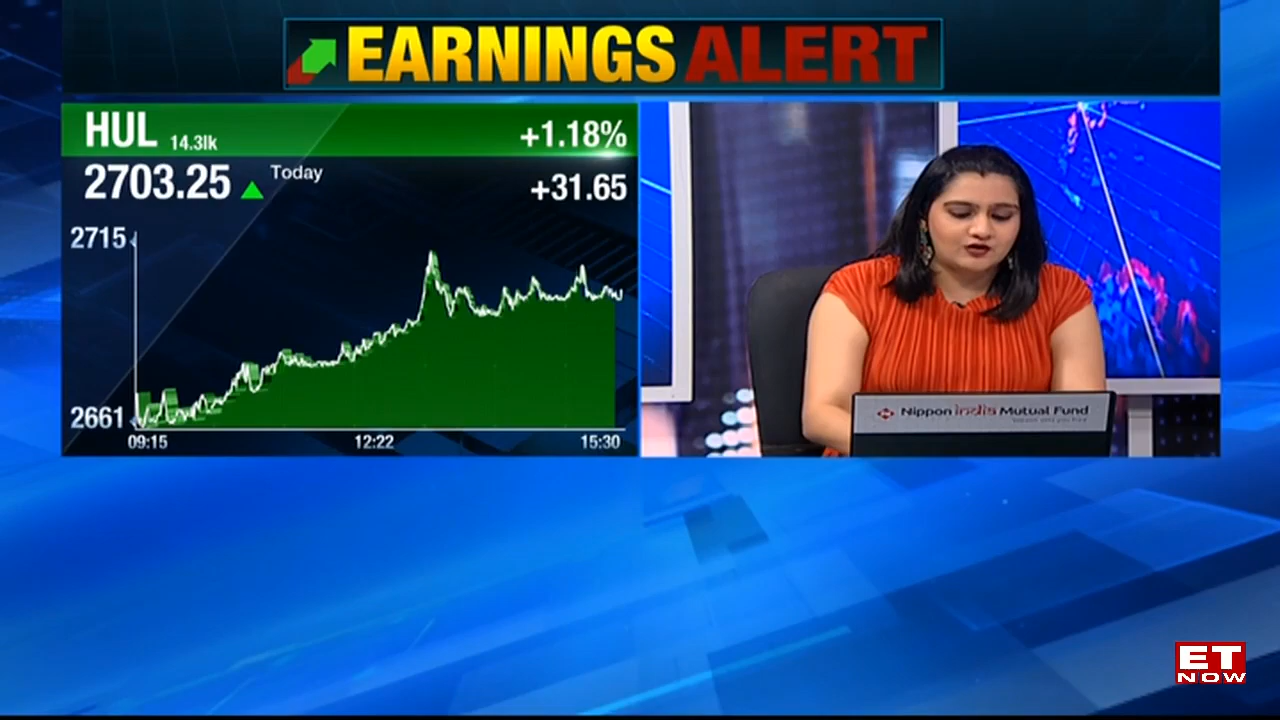 EARNINGS ALERT
HUL 14.3lk +1.18%
2703.25 Today +31.65
2715
2661
09:15 12:22 15:30
Nippon india Mutual Fund
ET
NOW